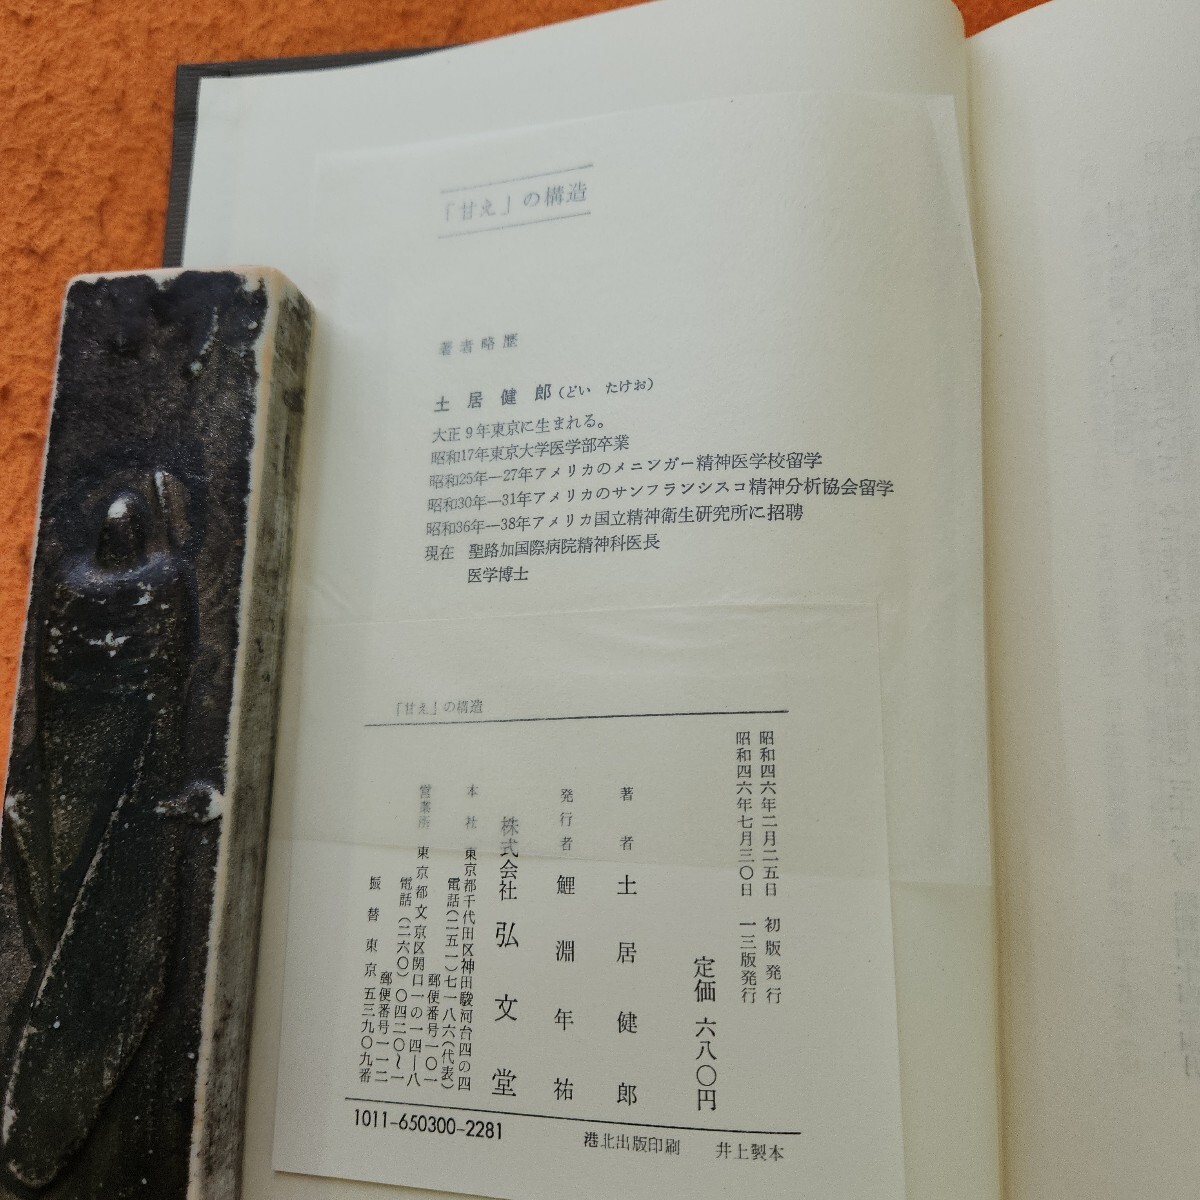 「甘え」の構造
著者略歴
土居健郎(どい たけお)
大正9年東京に生まれる。
昭和17年東京大学医学部卒業
昭和25年―27年アメリカのメニンガー精神医学校留学
昭和30年―31年アメリカのサンフランシスコ精神分析協会留学
昭和36年―38年アメリカ国立精神衛生研究所に招聘
現在 聖路加国際病院精神科医長
医学博士
「甘え」の構造
昭和四六年二月二五日 初版発行
昭和四六年七月三〇日 一三版発行
定価 六八〇円
著者 土居健郎
発行者 鯉淵年祐
株式会社 弘文堂
本社 東京都千代田区神田駿河台四の四
電話(二五一)七一八六(代表)
郵便番号一〇一
営業所 東京都文京区関口一の一四―八
電話(二六〇)〇四二〇〜一
郵便番号一一二
振替東京五三九〇九番
1011-650300-2281
港北出版印刷 井上製本